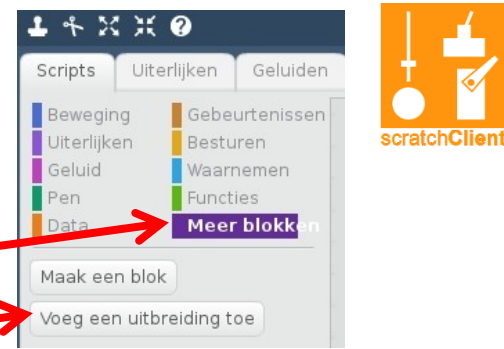 Scripts Uiterlijken Geluiden
Beweging Gebeurtenissen
Uiterlijken Besturen
Geluid Waarnemen
Pen Functies
Data Meer blokken
Maak een blok
Voeg een uitbreiding toe
scratchClient